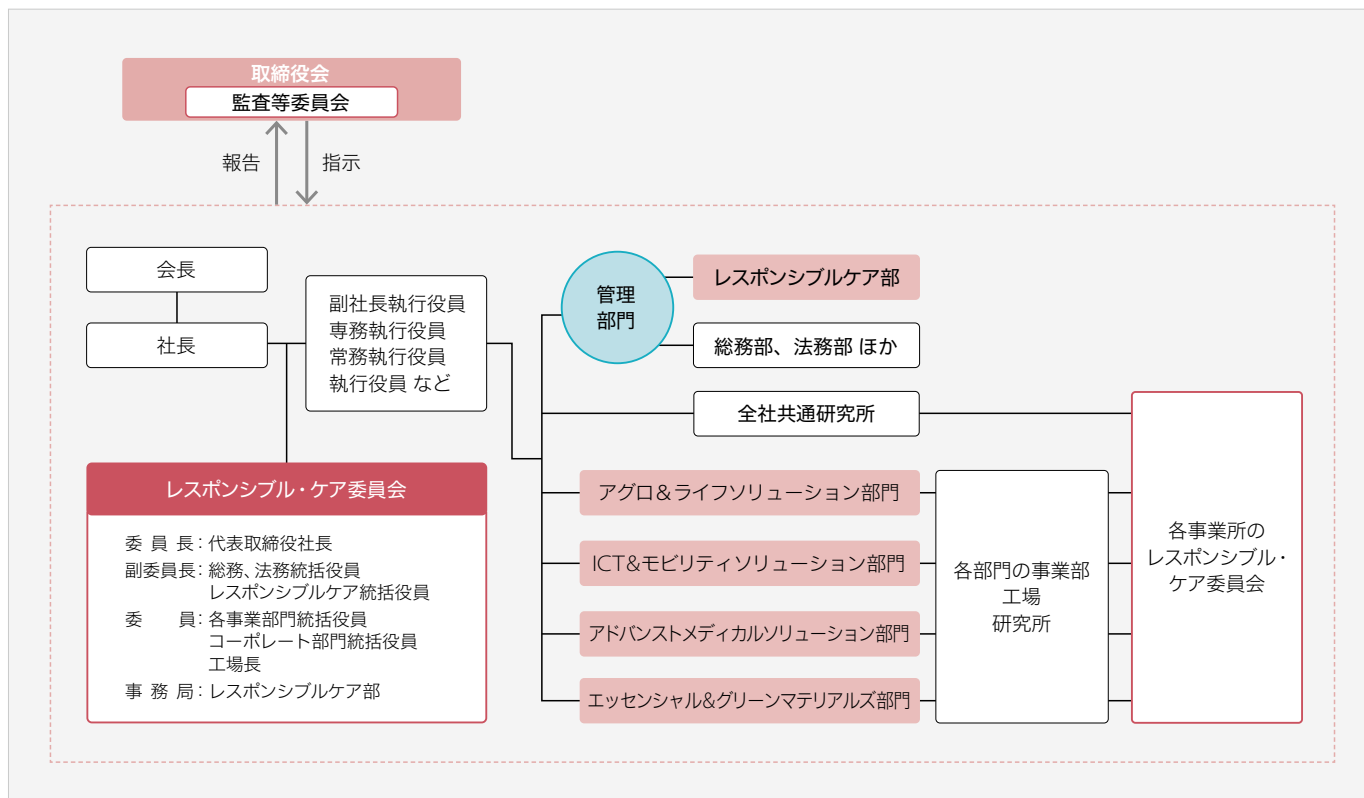 取締役会
監査等委員会
報告
指示
会長
社長
副社長執行役員
専務執行役員
常務執行役員
執行役員 など
レスポンシブル・ケア委員会
委員長:代表取締役社長
副委員長:総務、法務統括役員
レスポンシブルケア統括役員
委員:各事業部門統括役員
コーポレート部門統括役員
工場長
事務局:レスポンシブルケア部
管理
部門
レスポンシブルケア部
総務部、法務部 ほか
全社共通研究所
アグロ&ライフソリューション部門
ICT&モビリティソリューション部門
アドバンストメディカルソリューション部門
エッセンシャル&グリーンマテリアルズ部門
各部門の事業部
工場
研究所
各事業所の
レスポンシブル・
ケア委員会